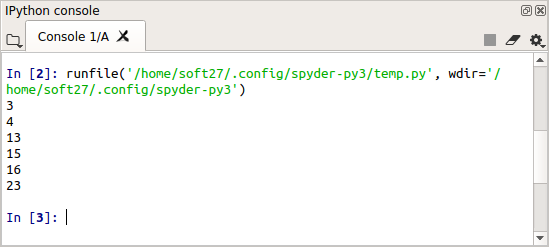 IPython console
Console 1/A
In [2]: runfile('/home/soft27/.config/spyder-py3/temp.py', wdir='/
home/soft27/.config/spyder-py3')
3
4
13
15
16
23
In [3]: